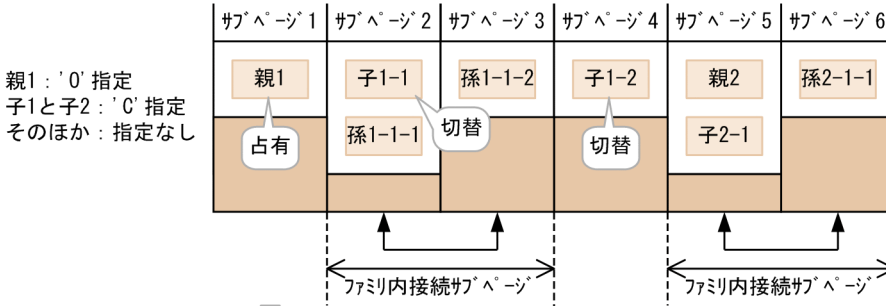 サブページ1 サブページ2 サブページ3 サブページ4 サブページ5 サブページ6
親1:'O'指定
子1と子2:'C'指定
そのほか:指定なし
親1 子1-1 孫1-1-2 子1-2 親2 孫2-1-1
占有 孫1-1-1 切替 切替 子2-1
ファミリ内接続サブページ ファミリ内接続サブページ